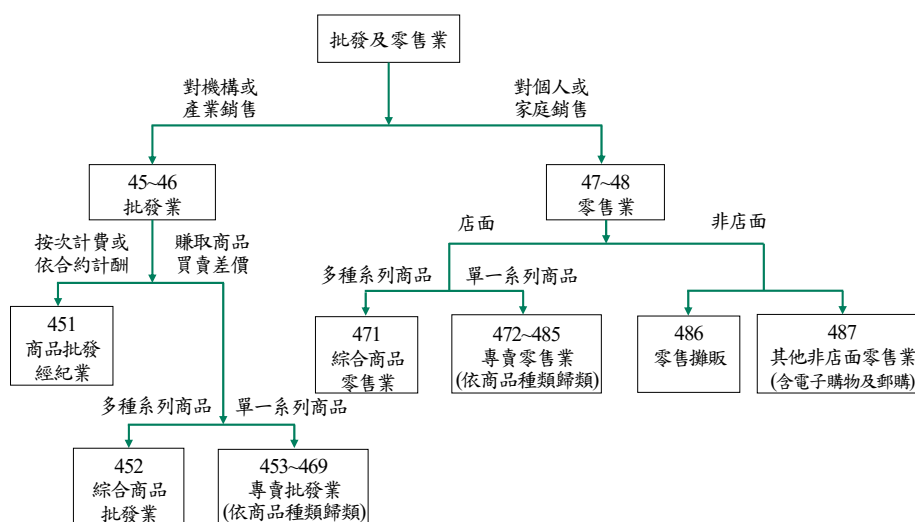 批發及零售業
對機構或
產業銷售
對個人或
家庭銷售
45~46
批發業
47~48
零售業
按次計費或
依合約計酬
賺取商品
買賣差價
店面
非店面
多種系列商品
單一系列商品
451
商品批發
經紀業
471
綜合商品
零售業
472~485
專賣零售業
(依商品種類歸類)
486
零售攤販
487
其他非店面零售業
(含電子購物及郵購)
多種系列商品
單一系列商品
452
綜合商品
批發業
453~469
專賣批發業
(依商品種類歸類)